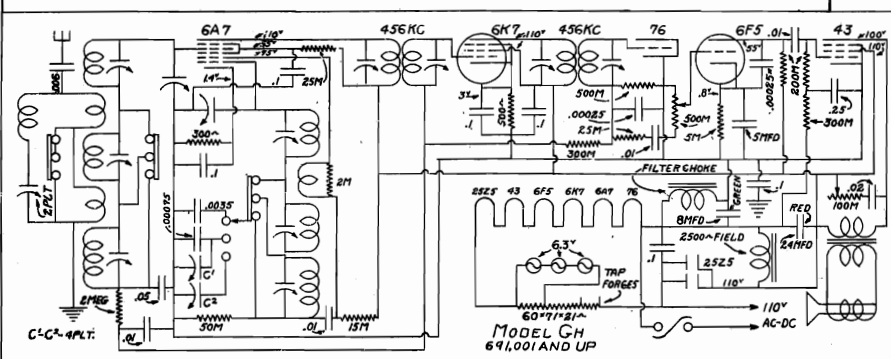 6A7
456KC
6K7
456KC
76
6F5
43
110v
55v
75v
110v
.01
55v
100v
110v
.006
1.4v
25M
.1
3v
500~
.1
.1
500M
.00025
25M
.01
500M
.8v
5M
.00025
200M
5MFD
.25
300M
300~
.1
300M
2PLT
2M
FILTER CHOKE
25Z5
43
6F5
6K7
6A7
76
8MFD
GREEN
.1
RED
24MFD
100M
.02
.0035
.00075
6.3v
2500~FIELD
C¹
C²
.1
25Z5
110v
TAP
FORGES
2MEG
.05
60=71=21~
110v
AC-DC
C¹-C²-4PLT.
.01
50M
.01
15M
MODEL GH
691,001 AND UP